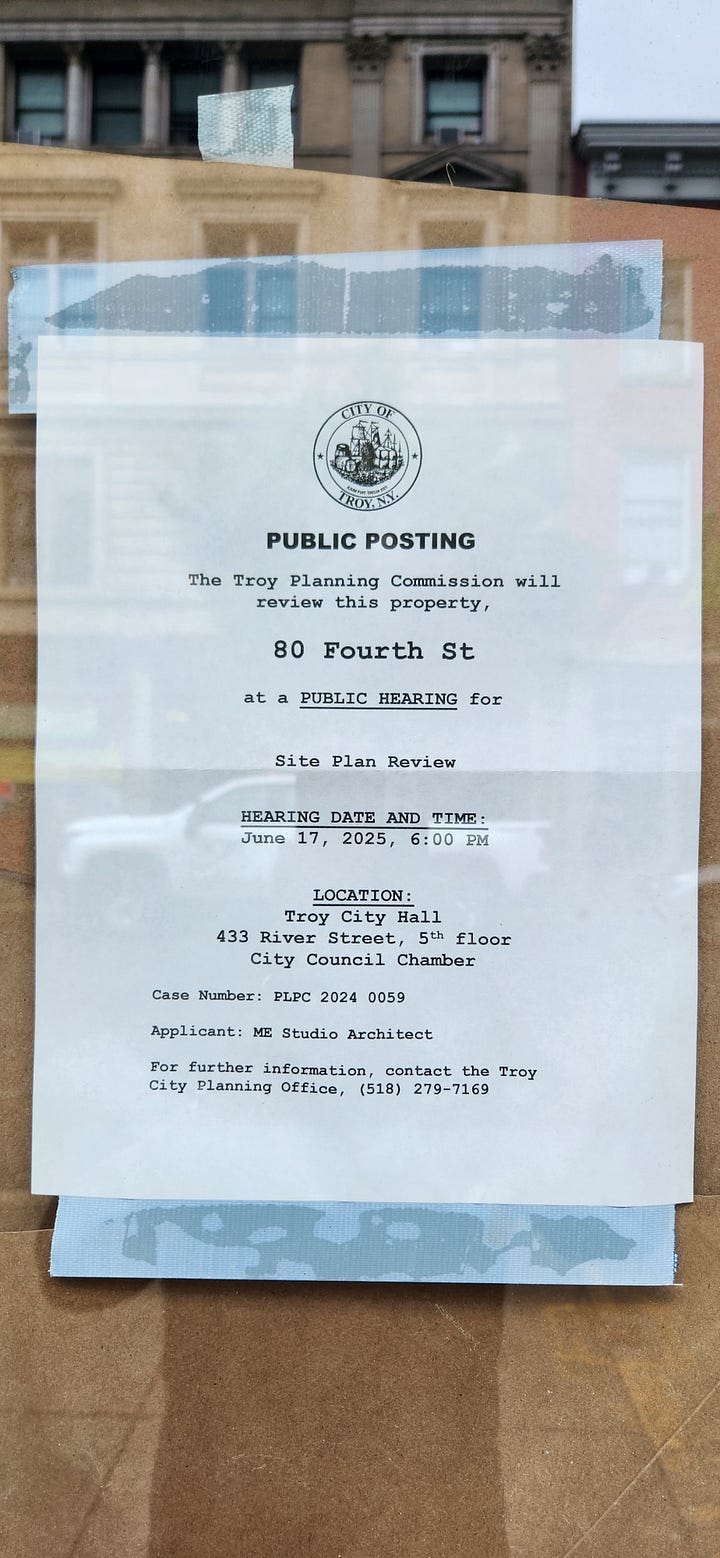 CITY OF
TROY, N.Y.
PUBLIC POSTING
The Troy Planning Commission will
review this property,
80 Fourth St
at a PUBLIC HEARING for
Site Plan Review
HEARING DATE AND TIME:
June 17, 2025, 6:00 PM
LOCATION:
Troy City Hall
433 River Street, 5th floor
City Council Chamber
Case Number: PLPC 2024 0059
Applicant: ME Studio Architect
For further information, contact the Troy
City Planning Office, (518) 279-7169